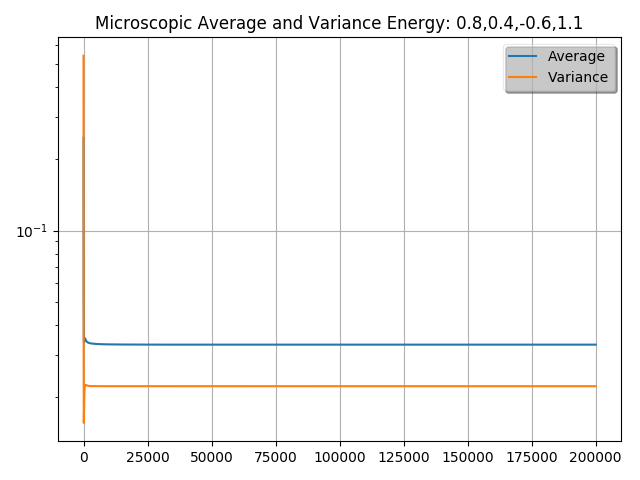 Microscopic Average and Variance Energy: 0.8,0.4,-0.6,1.1
Average
Variance
10⁻¹
0 25000 50000 75000 100000 125000 150000 175000 200000